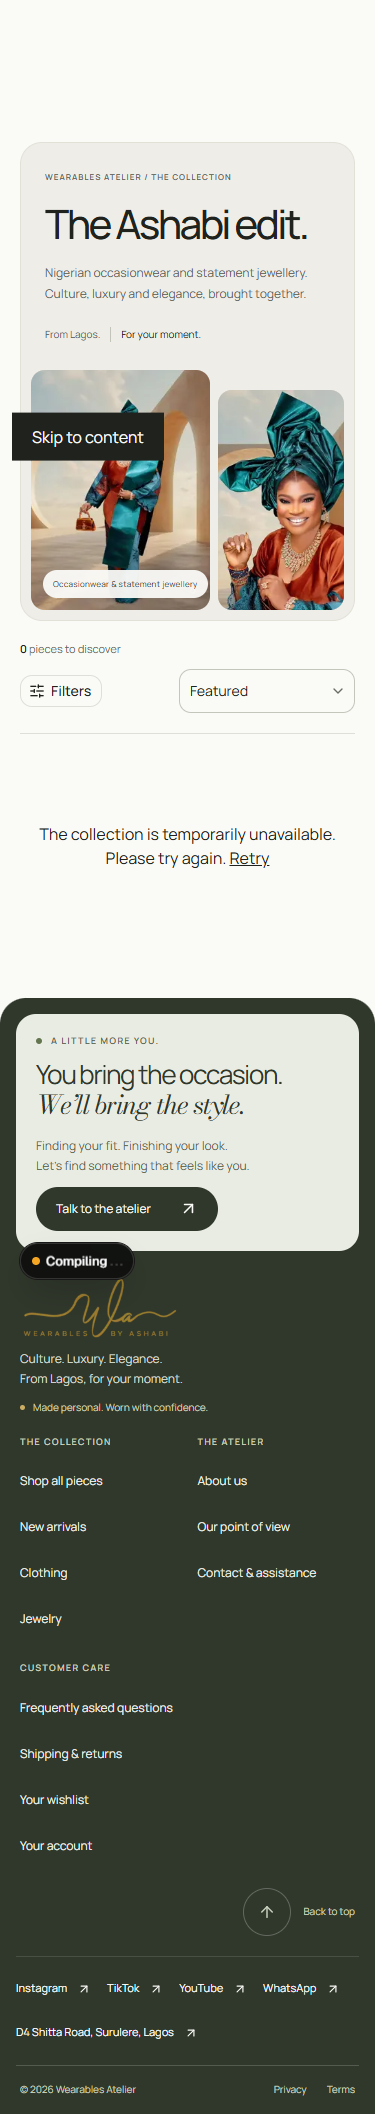 WEARABLES ATELIER / THE COLLECTION
The Ashabi edit.
Nigerian occasionwear and statement jewellery.
Culture, luxury and elegance, brought together.
From Lagos. For your moment.
Skip to content
Occasionwear & statement jewellery
0 pieces to discover
Filters
Featured
The collection is temporarily unavailable.
Please try again. Retry
A LITTLE MORE YOU.
You bring the occasion.
We’ll bring the style.
Finding your fit. Finishing your look.
Let's find something that feels like you.
Talk to the atelier
Compiling ...
Wa
WEARABLES BY ASHABI
Culture. Luxury. Elegance.
From Lagos, for your moment.
Made personal. Worn with confidence.
THE COLLECTION
Shop all pieces
New arrivals
Clothing
Jewelry
THE ATELIER
About us
Our point of view
Contact & assistance
CUSTOMER CARE
Frequently asked questions
Shipping & returns
Your wishlist
Your account
Back to top
Instagram TikTok YouTube WhatsApp
D4 Shitta Road, Surulere, Lagos
© 2026 Wearables Atelier Privacy Terms